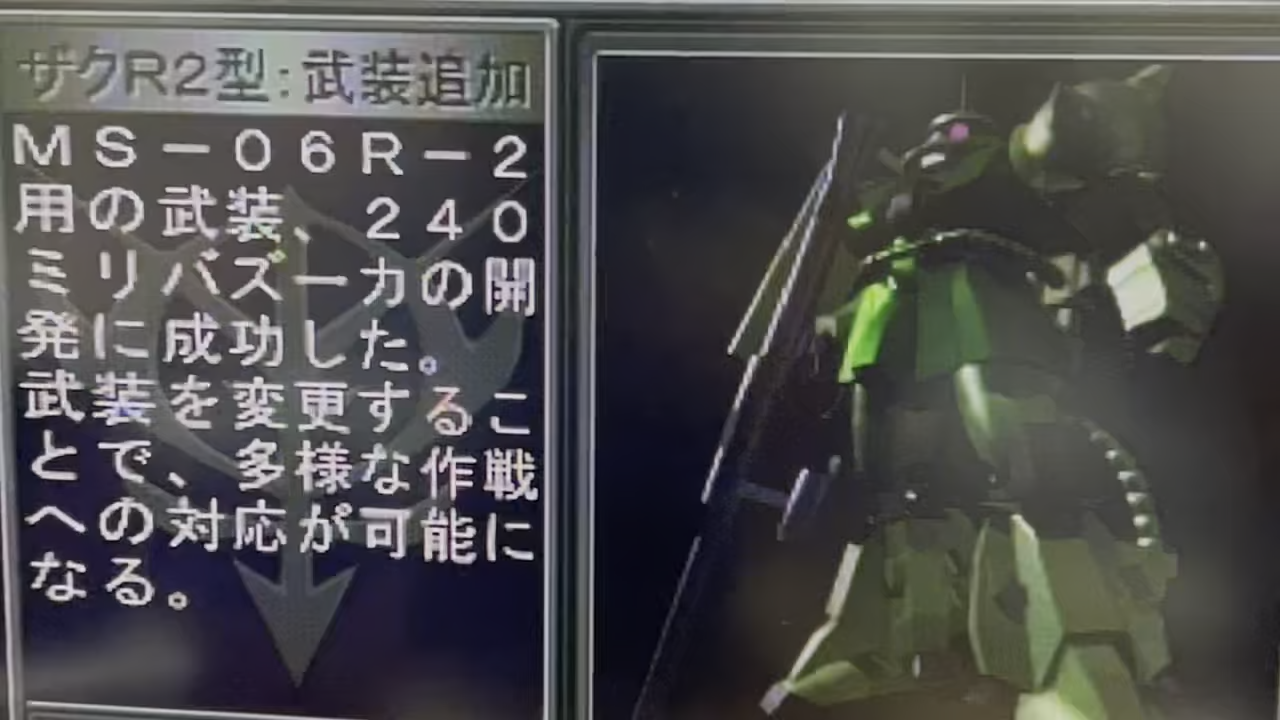 ザクR2型:武装追加
MS-06R-2
用の武装、240
ミリバズーカの開
発に成功した。
武装を変更するこ
とで、多様な作戦
への対応が可能に
なる。